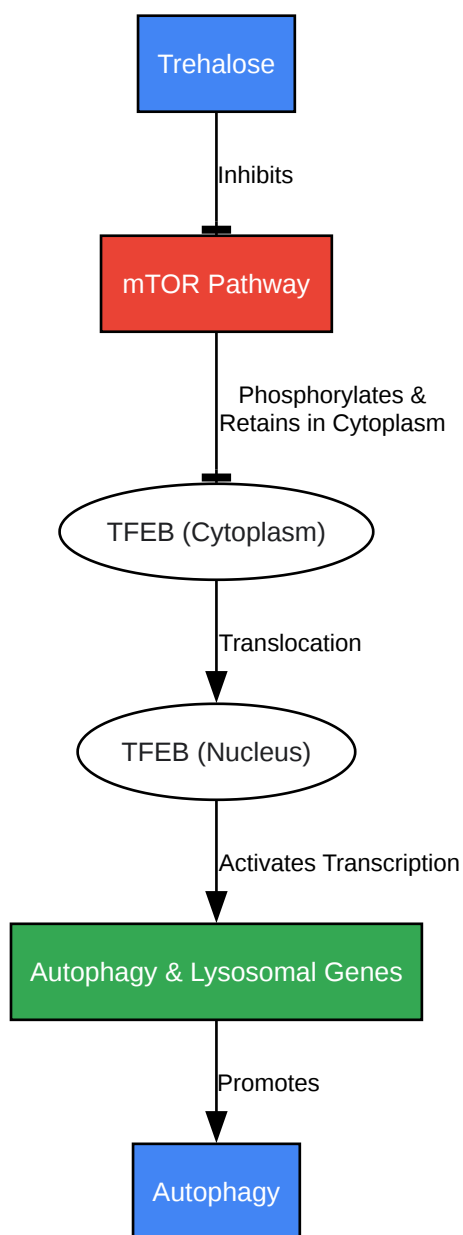 Trehalose
Inhibits
mTOR Pathway
Phosphorylates &
Retains in Cytoplasm
TFEB (Cytoplasm)
Translocation
TFEB (Nucleus)
Activates Transcription
Autophagy & Lysosomal Genes
Promotes
Autophagy